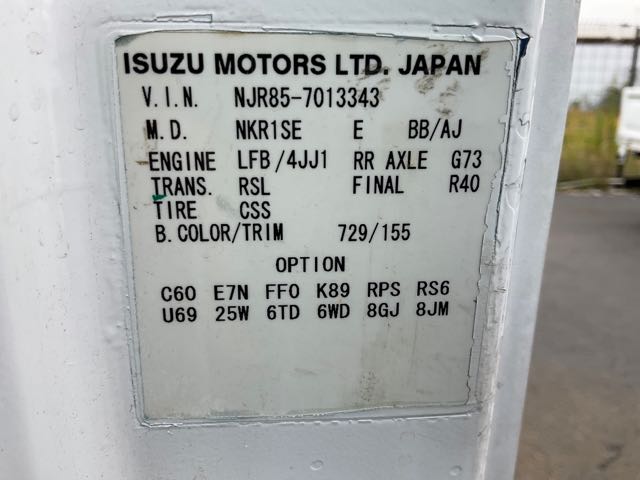 ISUZU MOTORS LTD. JAPAN
V.I.N. NJR85-7013343
M.D. NKR1SE E BB/AJ
ENGINE LFB/4JJ1 RR AXLE G73
TRANS. RSL FINAL R40
TIRE CSS
B.COLOR/TRIM 729/155
OPTION
C60 E7N FF0 K89 RPS RS6
U69 25W 6TD 6WD 8GJ 8JM